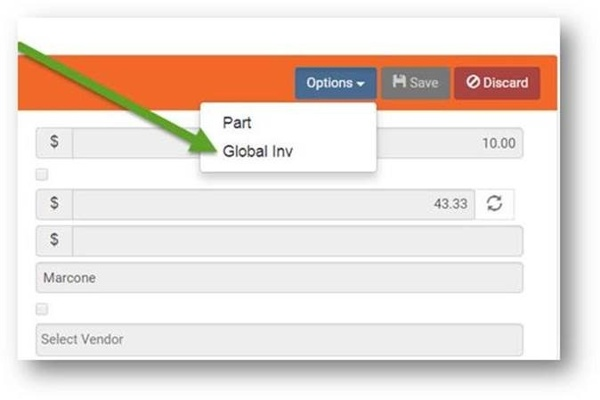 Options Save Discard
Part
Global Inv
$ 10.00
$ 43.33
$
Marcone
Select Vendor